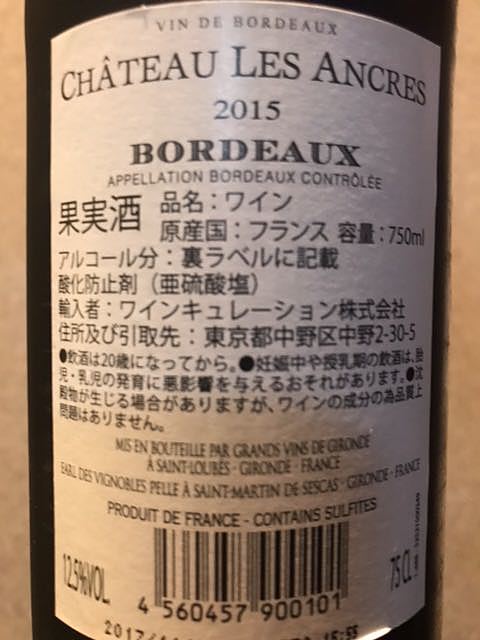 VIN DE BORDEAUX
CHÂTEAU LES ANCRES
2015
BORDEAUX
APPELLATION BORDEAUX CONTRÔLÉE
果実酒 品名:ワイン
原産国:フランス 容量:750ml
アルコール分:裏ラベルに記載
酸化防止剤(亜硫酸塩)
輸入者:ワインキュレーション株式会社
住所及び引取先:東京都中野区中野2-30-5
●飲酒は20歳になってから。●妊娠中や授乳期の飲酒は、胎
児・乳児の発育に悪影響を与えるおそれがあります。●沈
殿物が生じる場合がありますが、ワインの成分の為品質上
問題はありません。
MIS EN BOUTEILLE PAR GRANDS VINS DE GIRONDE
À SAINT-LOUBÈS - GIRONDE - FRANCE
EARL DES VIGNOBLES PELLE À SAINT-MARTIN DE SESCAS - GIRONDE - FRANCE
PRODUIT DE FRANCE - CONTAINS SULFITES
12.5%VOL.
75 CL
4 560457 900101